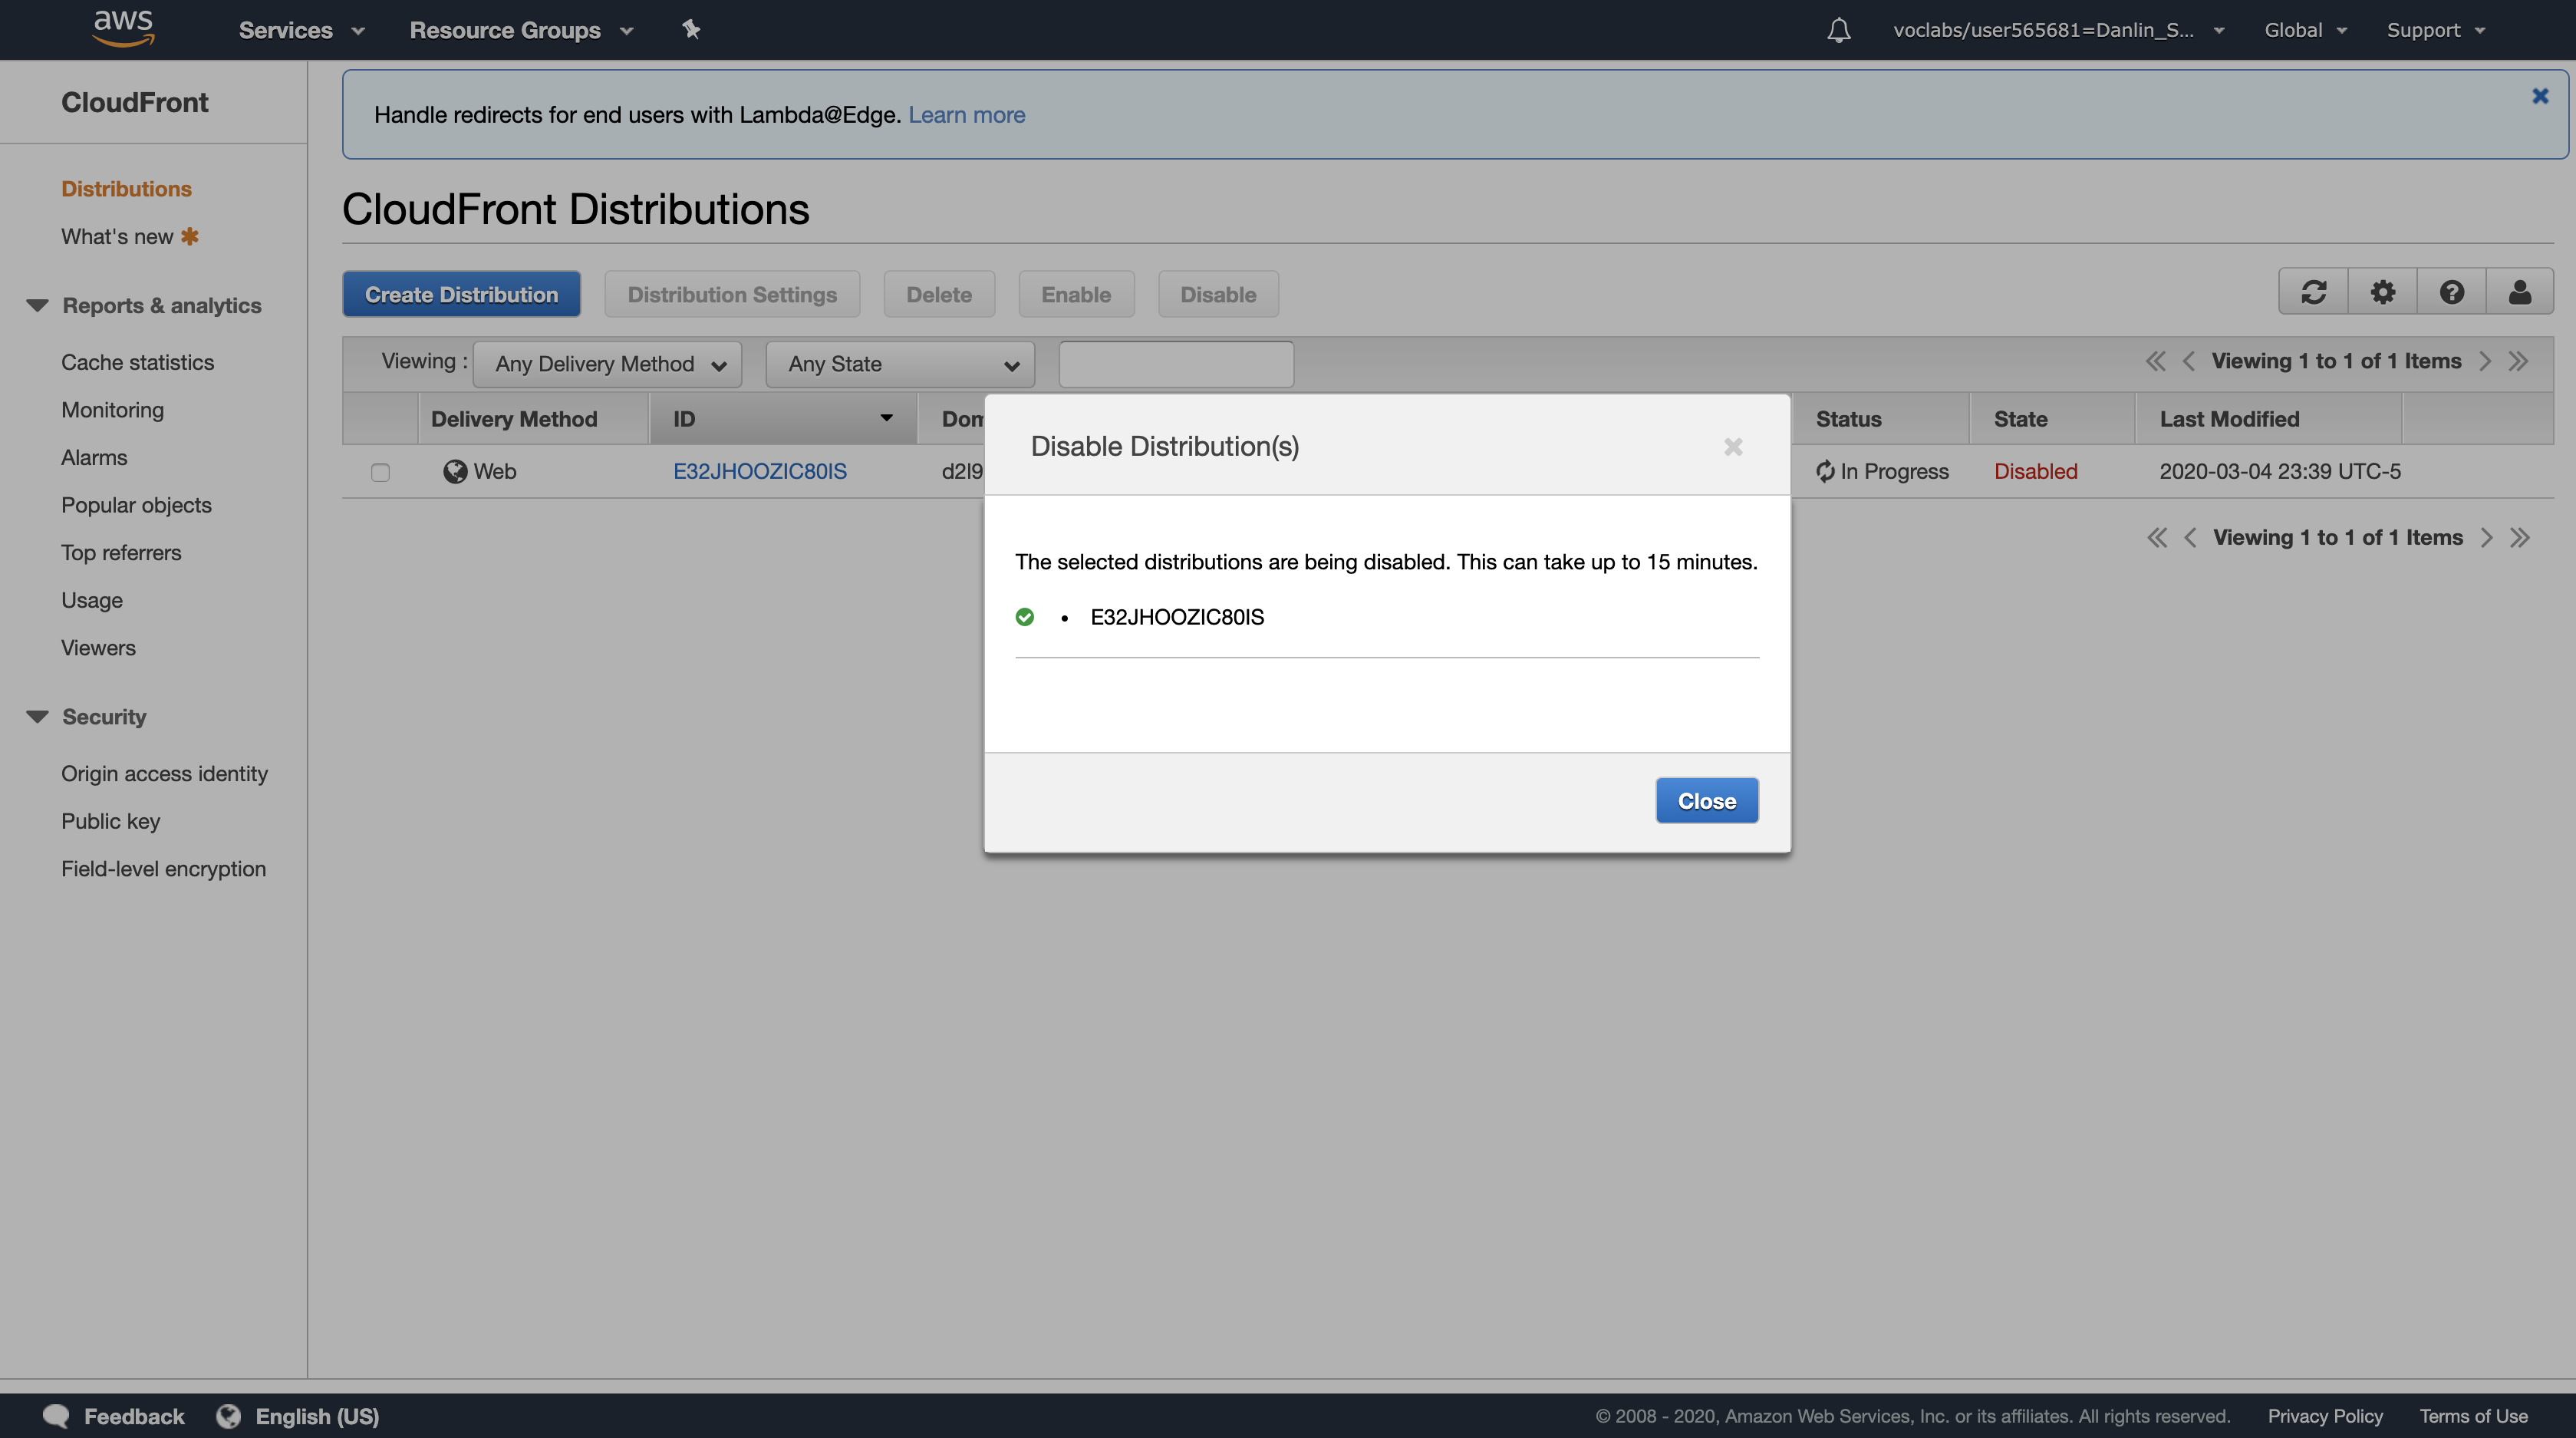 aws
Services
Resource Groups
voclabs/user565681=Danlin_S...
Global
Support
CloudFront
Distributions
What's new
Reports & analytics
Cache statistics
Monitoring
Alarms
Popular objects
Top referrers
Usage
Viewers
Security
Origin access identity
Public key
Field-level encryption
Handle redirects for end users with Lambda@Edge. Learn more
CloudFront Distributions
Create Distribution
Distribution Settings
Delete
Enable
Disable
Viewing :
Any Delivery Method
Any State
Viewing 1 to 1 of 1 Items
Delivery Method
ID
Dom
Status
State
Last Modified
Web
E32JHOOZIC80IS
d2l9
In Progress
Disabled
2020-03-04 23:39 UTC-5
Viewing 1 to 1 of 1 Items
Disable Distribution(s)
The selected distributions are being disabled. This can take up to 15 minutes.
• E32JHOOZIC80IS
Close
Feedback
English (US)
© 2008 - 2020, Amazon Web Services, Inc. or its affiliates. All rights reserved.
Privacy Policy
Terms of Use